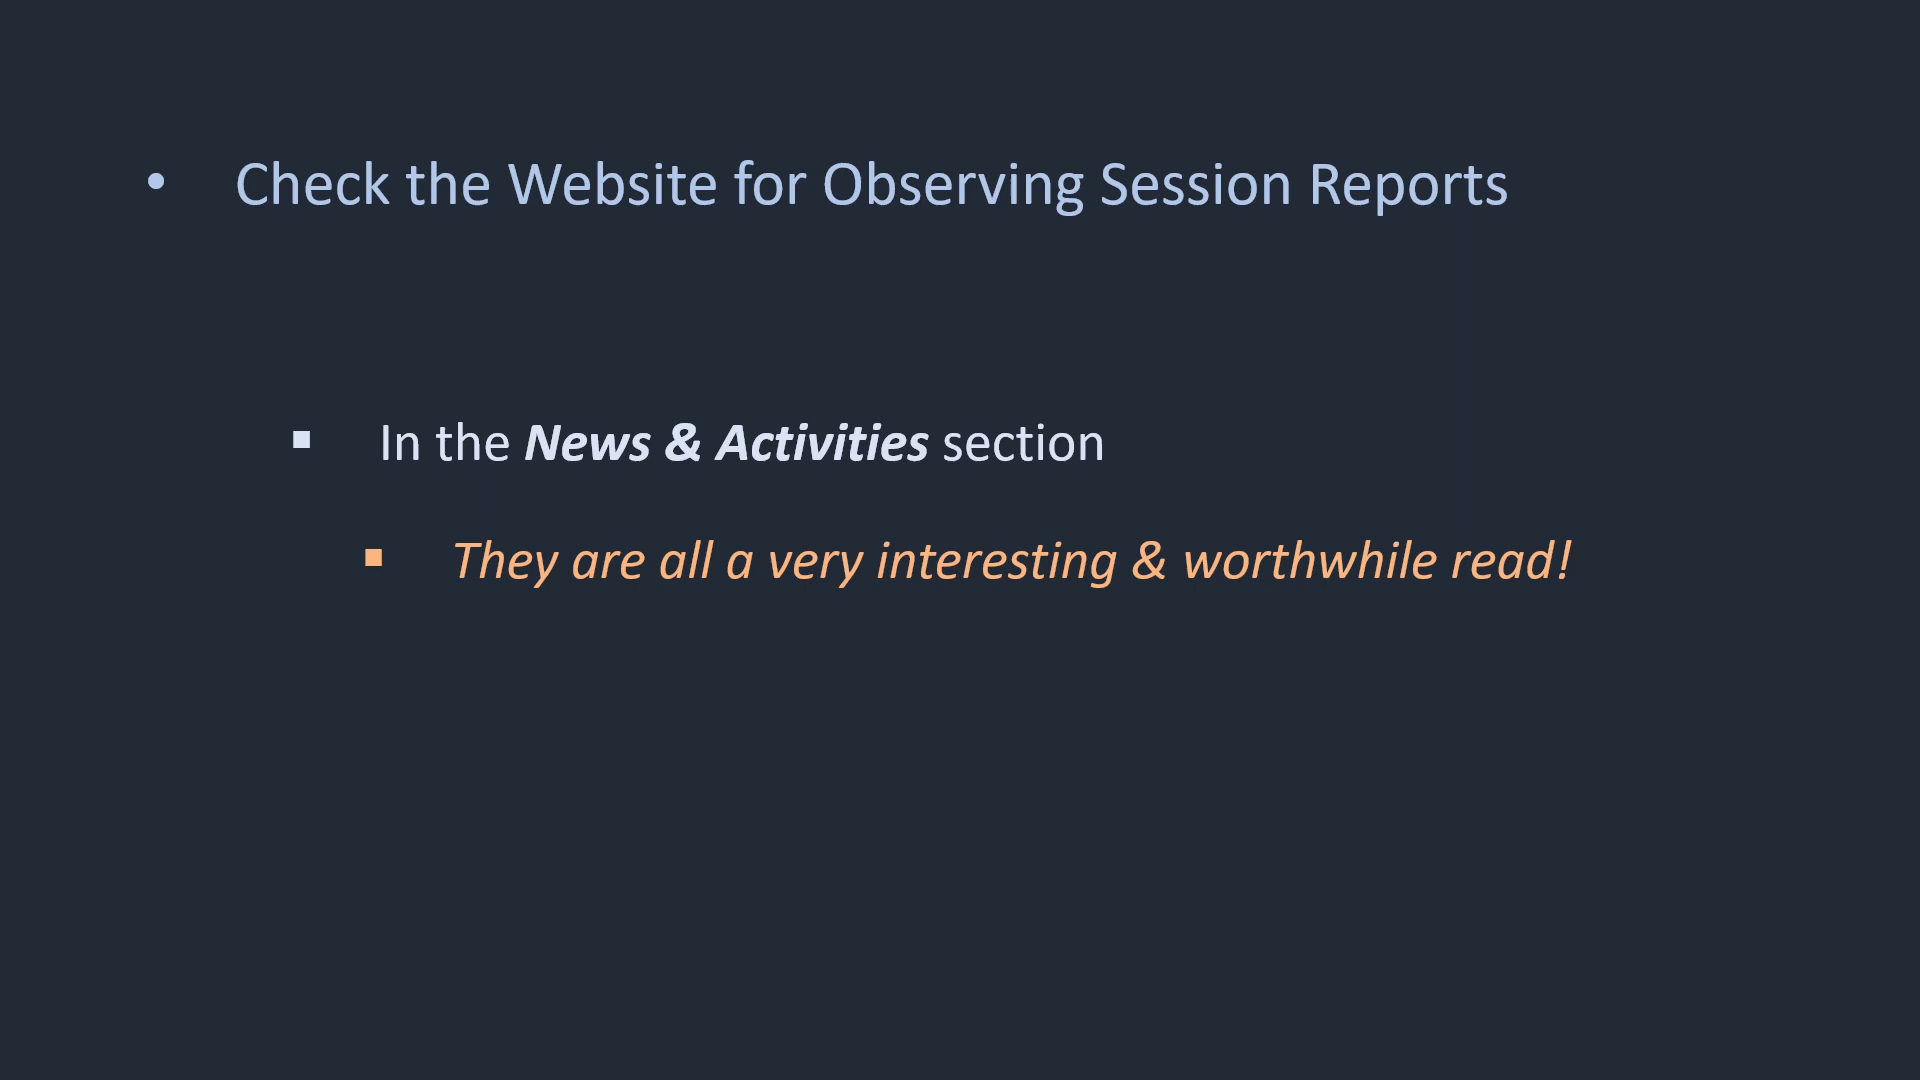 • Check the Website for Observing Session Reports
▪ In the News & Activities section
▪ They are all a very interesting & worthwhile read!